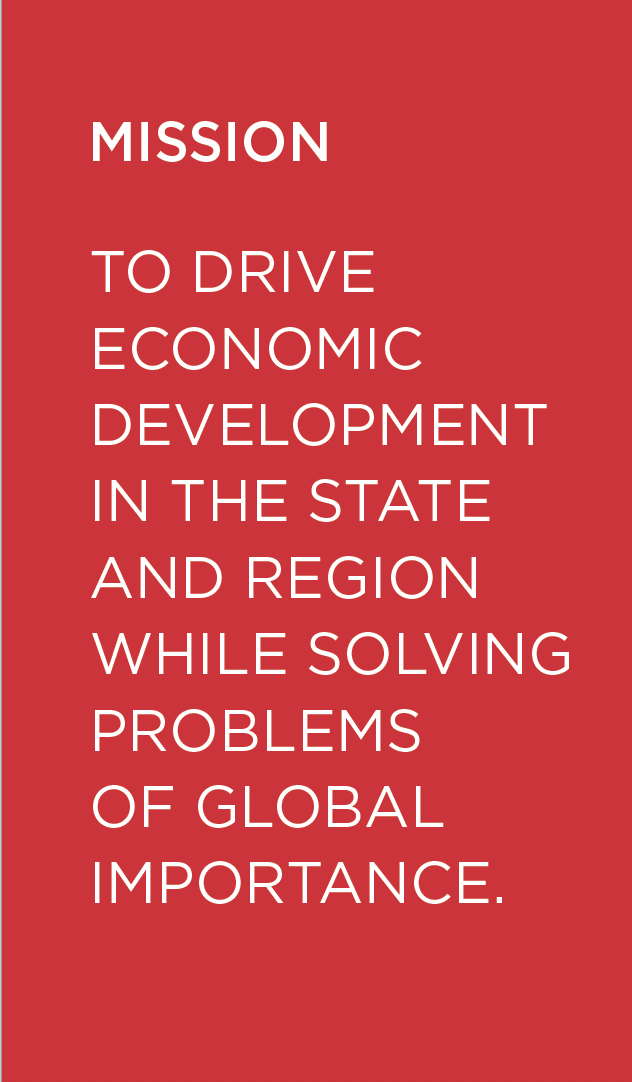 MISSION
TO DRIVE
ECONOMIC
DEVELOPMENT
IN THE STATE
AND REGION
WHILE SOLVING
PROBLEMS
OF GLOBAL
IMPORTANCE.